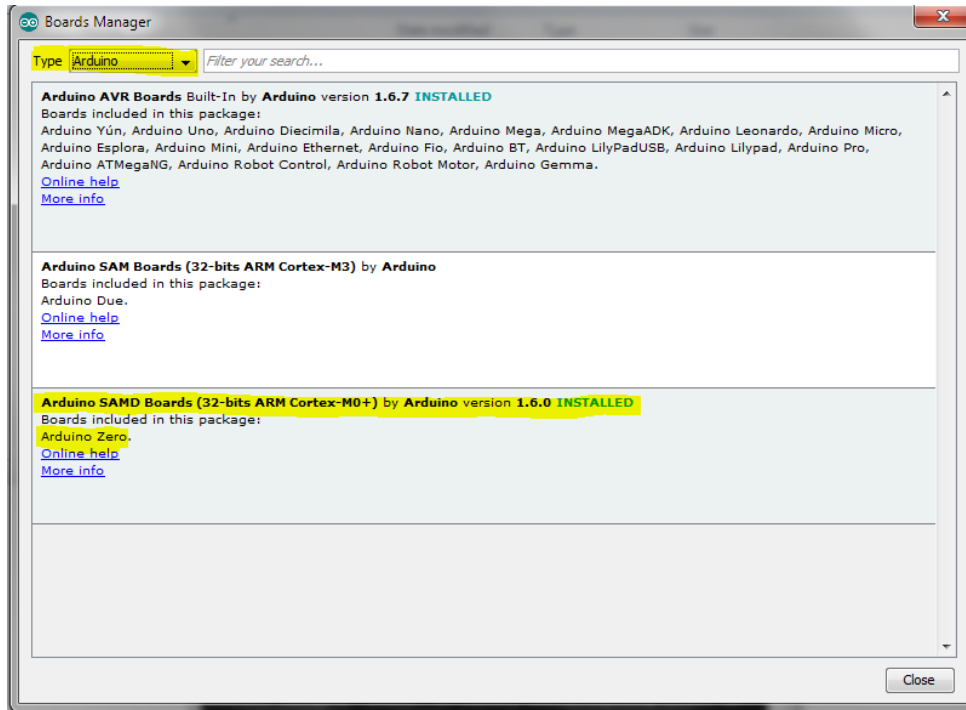 Boards Manager
Type Arduino Filter your search...
Arduino AVR Boards Built-In by Arduino version 1.6.7 INSTALLED
Boards included in this package:
Arduino Yún, Arduino Uno, Arduino Diecimila, Arduino Nano, Arduino Mega, Arduino MegaADK, Arduino Leonardo, Arduino Micro,
Arduino Esplora, Arduino Mini, Arduino Ethernet, Arduino Fio, Arduino BT, Arduino LilyPadUSB, Arduino Lilypad, Arduino Pro,
Arduino ATMegaNG, Arduino Robot Control, Arduino Robot Motor, Arduino Gemma.
Online help
More info
Arduino SAM Boards (32-bits ARM Cortex-M3) by Arduino
Boards included in this package:
Arduino Due.
Online help
More info
Arduino SAMD Boards (32-bits ARM Cortex-M0+) by Arduino version 1.6.0 INSTALLED
Boards included in this package:
Arduino Zero.
Online help
More info
Close